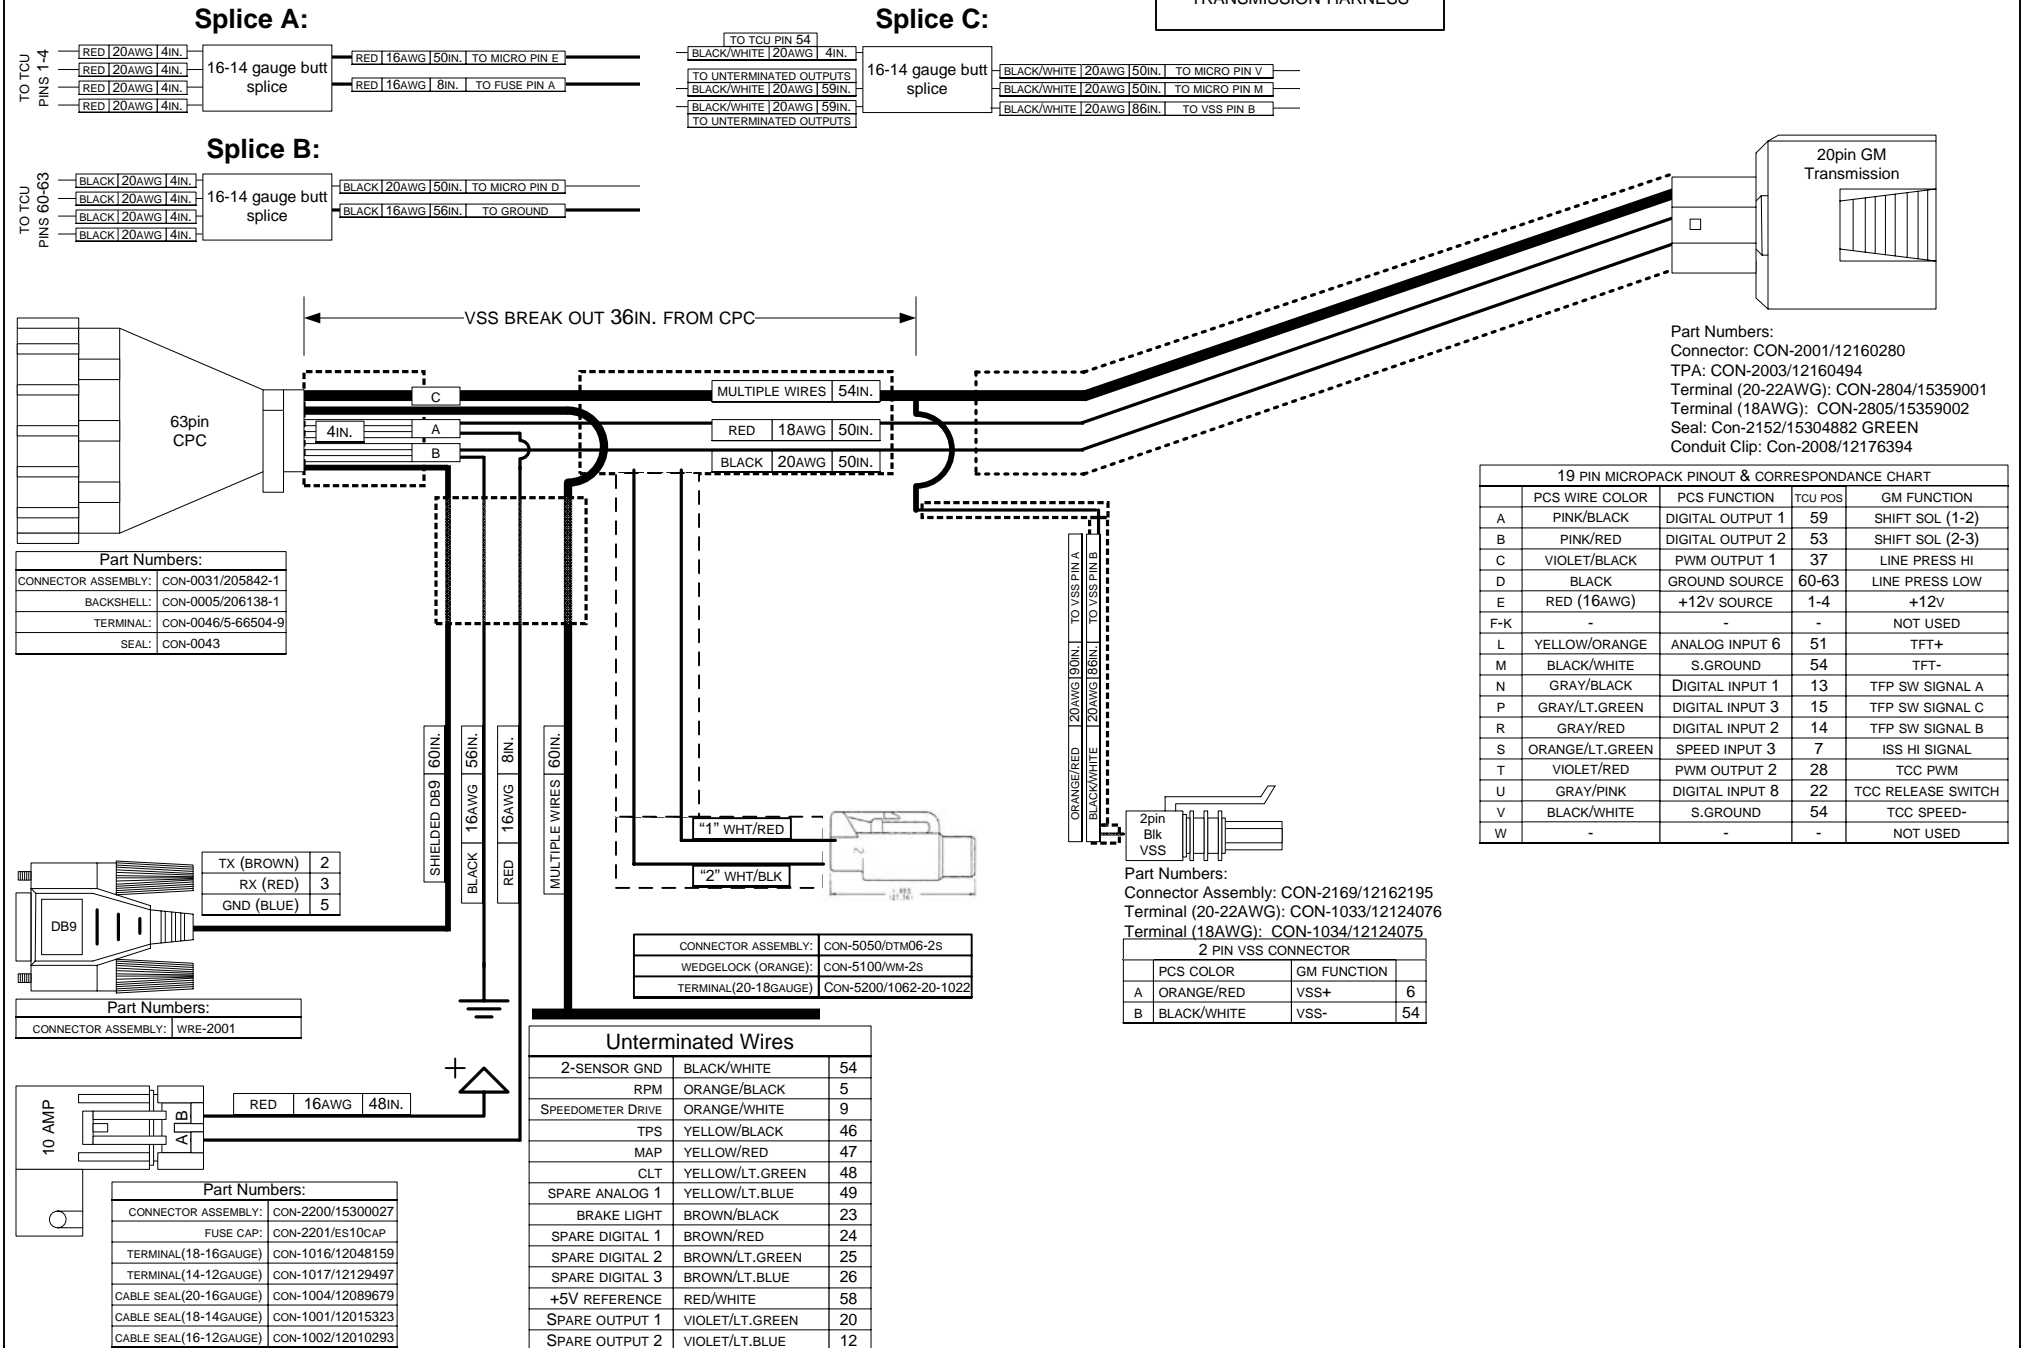 TRANSMISSION HARNESS
Splice A:
TO TCU
PINS 1-4
RED 20AWG 4IN.
RED 20AWG 4IN.
RED 20AWG 4IN.
RED 20AWG 4IN.
16-14 gauge butt
splice
RED 16AWG 50IN. TO MICRO PIN E
RED 16AWG 8IN. TO FUSE PIN A
Splice C:
TO TCU PIN 54
BLACK/WHITE 20AWG 4IN.
TO UNTERMINATED OUTPUTS
BLACK/WHITE 20AWG 59IN.
BLACK/WHITE 20AWG 59IN.
TO UNTERMINATED OUTPUTS
16-14 gauge butt
splice
BLACK/WHITE 20AWG 50IN. TO MICRO PIN V
BLACK/WHITE 20AWG 50IN. TO MICRO PIN M
BLACK/WHITE 20AWG 86IN. TO VSS PIN B
Splice B:
TO TCU
PINS 60-63
BLACK 20AWG 4IN.
BLACK 20AWG 4IN.
BLACK 20AWG 4IN.
BLACK 20AWG 4IN.
16-14 gauge butt
splice
BLACK 20AWG 50IN. TO MICRO PIN D
BLACK 16AWG 56IN. TO GROUND
20pin GM
Transmission
VSS BREAK OUT 36IN. FROM CPC
63pin
CPC
4IN.
C
A
B
MULTIPLE WIRES 54IN.
RED 18AWG 50IN.
BLACK 20AWG 50IN.
Part Numbers:
Connector: CON-2001/12160280
TPA: CON-2003/12160494
Terminal (20-22AWG): CON-2804/15359001
Terminal (18AWG): CON-2805/15359002
Seal: Con-2152/15304882 GREEN
Conduit Clip: Con-2008/12176394
19 PIN MICROPACK PINOUT & CORRESPONDANCE CHART
PCS WIRE COLOR PCS FUNCTION TCU POS GM FUNCTION
A PINK/BLACK DIGITAL OUTPUT 1 59 SHIFT SOL (1-2)
B PINK/RED DIGITAL OUTPUT 2 53 SHIFT SOL (2-3)
C VIOLET/BLACK PWM OUTPUT 1 37 LINE PRESS HI
D BLACK GROUND SOURCE 60-63 LINE PRESS LOW
E RED (16AWG) +12V SOURCE 1-4 +12V
F-K - - - NOT USED
L YELLOW/ORANGE ANALOG INPUT 6 51 TFT+
M BLACK/WHITE S.GROUND 54 TFT-
N GRAY/BLACK DIGITAL INPUT 1 13 TFP SW SIGNAL A
P GRAY/LT.GREEN DIGITAL INPUT 3 15 TFP SW SIGNAL C
R GRAY/RED DIGITAL INPUT 2 14 TFP SW SIGNAL B
S ORANGE/LT.GREEN SPEED INPUT 3 7 ISS HI SIGNAL
T VIOLET/RED PWM OUTPUT 2 28 TCC PWM
U GRAY/PINK DIGITAL INPUT 8 22 TCC RELEASE SWITCH
V BLACK/WHITE S.GROUND 54 TCC SPEED-
W - - - NOT USED
Part Numbers:
CONNECTOR ASSEMBLY: CON-0031/205842-1
BACKSHELL: CON-0005/206138-1
TERMINAL: CON-0046/5-66504-9
SEAL: CON-0043
SHIELDED DB9 60IN.
BLACK 16AWG 56IN.
RED 16AWG 8IN.
MULTIPLE WIRES 60IN.
ORANGE/RED 20AWG 90IN. TO VSS PIN A
BLACK/WHITE 20AWG 86IN. TO VSS PIN B
"1" WHT/RED
"2" WHT/BLK
2
2pin
Blk
VSS
Part Numbers:
Connector Assembly: CON-2169/12162195
Terminal (20-22AWG): CON-1033/12124076
Terminal (18AWG): CON-1034/12124075
2 PIN VSS CONNECTOR
PCS COLOR GM FUNCTION
A ORANGE/RED VSS+ 6
B BLACK/WHITE VSS- 54
DB9
TX (BROWN) 2
RX (RED) 3
GND (BLUE) 5
Part Numbers:
CONNECTOR ASSEMBLY: WRE-2001
CONNECTOR ASSEMBLY: CON-5050/DTM06-2S
WEDGELOCK (ORANGE): CON-5100/WM-2S
TERMINAL(20-18GAUGE) CON-5200/1062-20-1022
10 AMP
A B
RED 16AWG 48IN.
+
Part Numbers:
CONNECTOR ASSEMBLY: CON-2200/15300027
FUSE CAP: CON-2201/ES10CAP
TERMINAL(18-16GAUGE) CON-1016/12048159
TERMINAL(14-12GAUGE) CON-1017/12129497
CABLE SEAL(20-16GAUGE) CON-1004/12089679
CABLE SEAL(18-14GAUGE) CON-1001/12015323
CABLE SEAL(16-12GAUGE) CON-1002/12010293
Unterminated Wires
2-SENSOR GND BLACK/WHITE 54
RPM ORANGE/BLACK 5
SPEEDOMETER DRIVE ORANGE/WHITE 9
TPS YELLOW/BLACK 46
MAP YELLOW/RED 47
CLT YELLOW/LT.GREEN 48
SPARE ANALOG 1 YELLOW/LT.BLUE 49
BRAKE LIGHT BROWN/BLACK 23
SPARE DIGITAL 1 BROWN/RED 24
SPARE DIGITAL 2 BROWN/LT.GREEN 25
SPARE DIGITAL 3 BROWN/LT.BLUE 26
+5V REFERENCE RED/WHITE 58
SPARE OUTPUT 1 VIOLET/LT.GREEN 20
SPARE OUTPUT 2 VIOLET/LT.BLUE 12